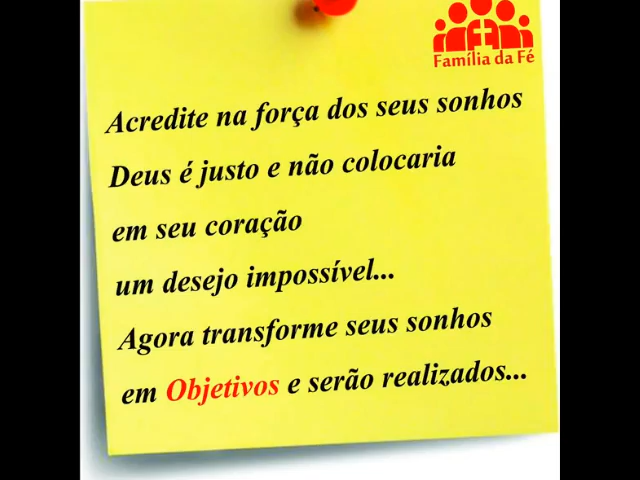 Família da Fé
Acredite na força dos seus sonhos
Deus é justo e não colocaria
em seu coração
um desejo impossível...
Agora transforme seus sonhos
em Objetivos e serão realizados...